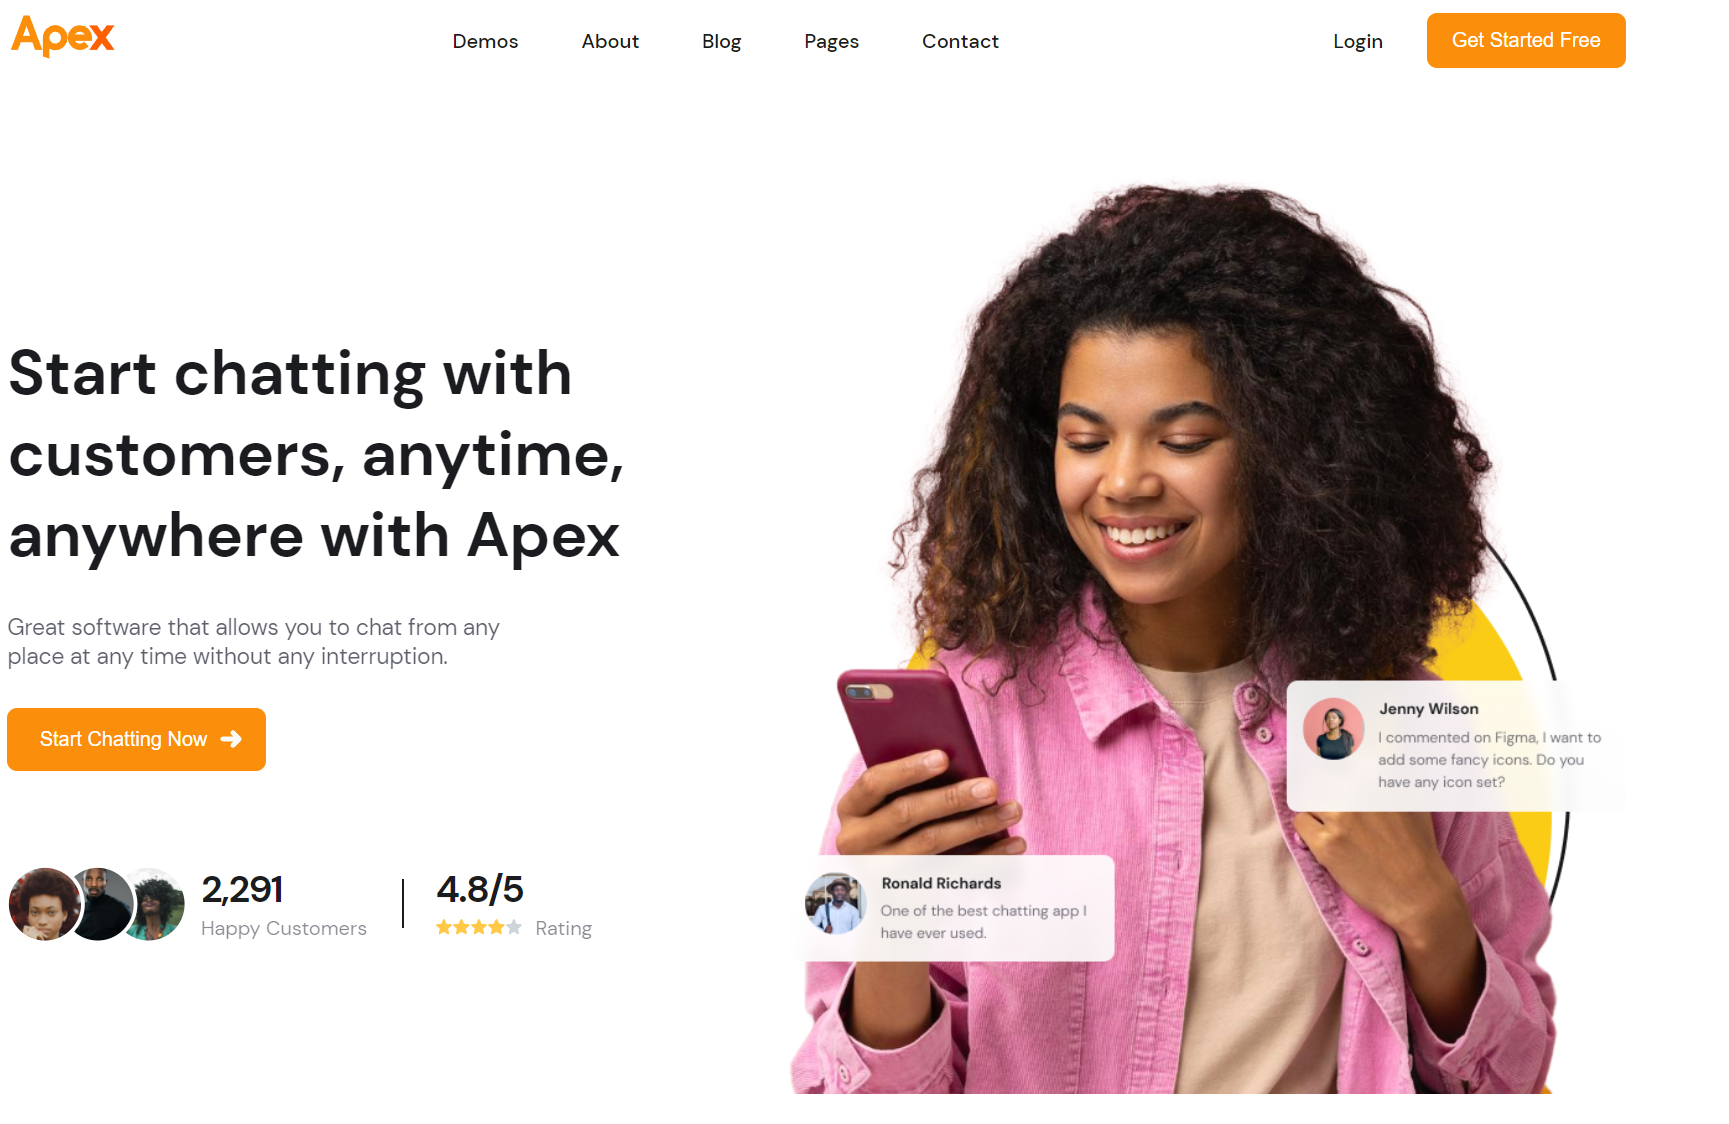 Apex
Demos
About
Blog
Pages
Contact
Login
Get Started Free
Start chatting with
customers, anytime,
anywhere with Apex
Great software that allows you to chat from any
place at any time without any interruption.
Start Chatting Now
2,291
Happy Customers
4.8/5
Rating
Jenny Wilson
I commented on Figma, I want to
add some fancy icons. Do you
have any icon set?
Ronald Richards
One of the best chatting app I
have ever used.